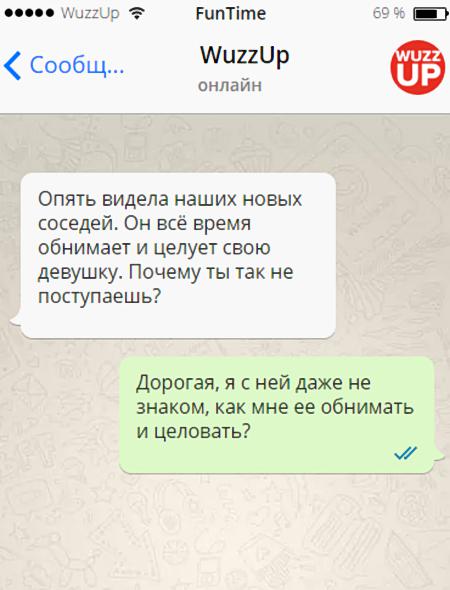 WuzzUp FunTime 69 %
Сообщ... WuzzUp
онлайн
WUZZ
UP
Опять видела наших новых
соседей. Он всё время
обнимает и целует свою
девушку. Почему ты так не
поступаешь?
Дорогая, я с ней даже не
знаком, как мне ее обнимать
и целовать?